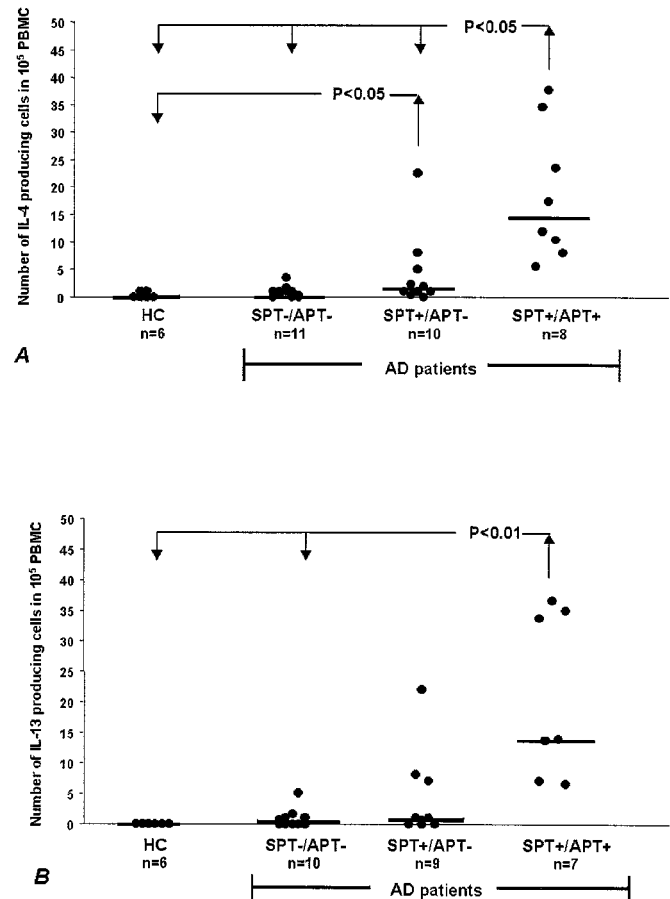 Number of IL-4 producing cells in 10⁵ PBMC
50
45
40
35
30
25
20
15
10
5
0
P<0.05
P<0.05
HC
n=6
SPT-/APT-
n=11
SPT+/APT-
n=10
SPT+/APT+
n=8
A
AD patients
Number of IL-13 producing cells in 10⁵ PBMC
50
45
40
35
30
25
20
15
10
5
0
P<0.01
HC
n=6
SPT-/APT-
n=10
SPT+/APT-
n=9
SPT+/APT+
n=7
B
AD patients